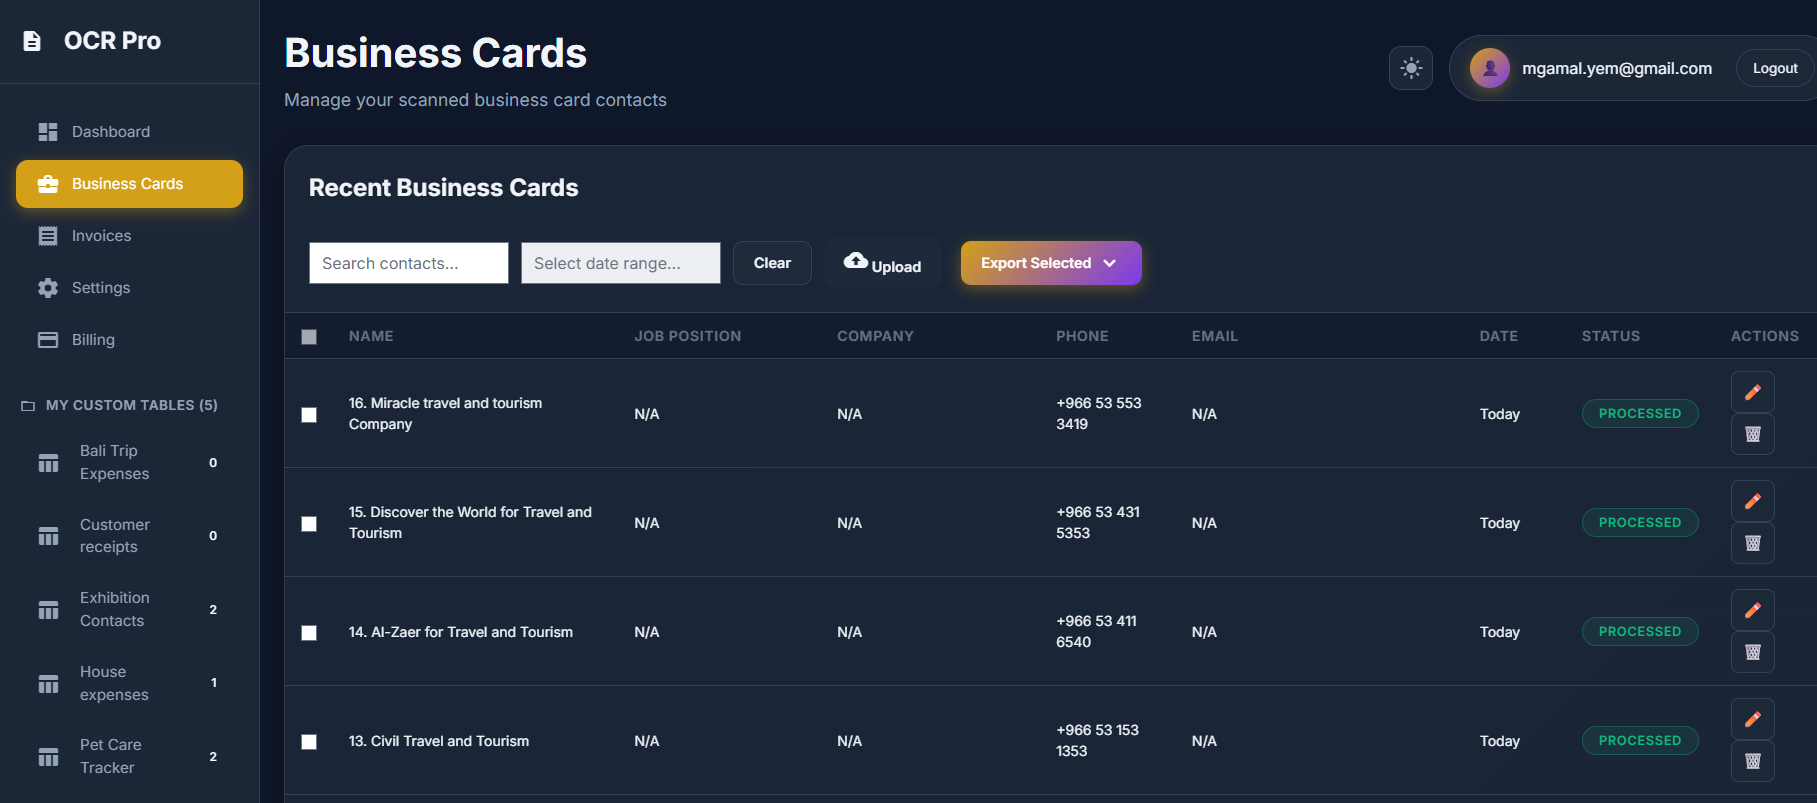 OCR Pro
Dashboard
Business Cards
Invoices
Settings
Billing
MY CUSTOM TABLES (5)
Bali Trip
Expenses
0
Customer
receipts
0
Exhibition
Contacts
2
House
expenses
1
Pet Care
Tracker
2
Business Cards
Manage your scanned business card contacts
mgamal.yem@gmail.com
Logout
Recent Business Cards
Search contacts...
Select date range...
Clear
Upload
Export Selected
NAME JOB POSITION COMPANY PHONE EMAIL DATE STATUS ACTIONS
16. Miracle travel and tourism
Company
N/A
N/A
+966 53 553
3419
N/A
Today
PROCESSED
15. Discover the World for Travel and
Tourism
N/A
N/A
+966 53 431
5353
N/A
Today
PROCESSED
14. Al-Zaer for Travel and Tourism
N/A
N/A
+966 53 411
6540
N/A
Today
PROCESSED
13. Civil Travel and Tourism
N/A
N/A
+966 53 153
1353
N/A
Today
PROCESSED